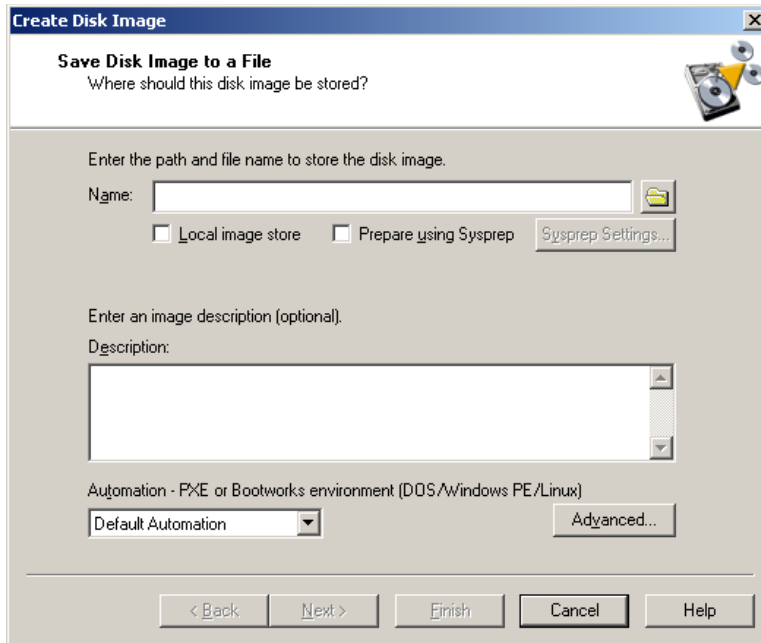 Create Disk Image
Save Disk Image to a File
Where should this disk image be stored?
Enter the path and file name to store the disk image.
Name:
Local image store Prepare using Sysprep Sysprep Settings...
Enter an image description (optional).
Description:
Automation - PXE or Bootworks environment (DOS/Windows PE/Linux)
Default Automation Advanced...
< Back Next > Finish Cancel Help